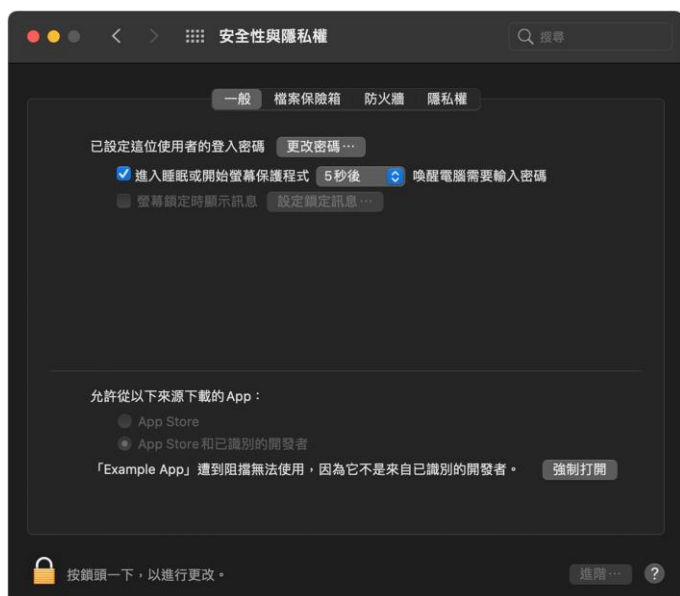 安全性與隱私權
搜尋
一般 檔案保險箱 防火牆 隱私權
已設定這位使用者的登入密碼 更改密碼⋯
進入睡眠或開始螢幕保護程式 5秒後 喚醒電腦需要輸入密碼
螢幕鎖定時顯示訊息 設定鎖定訊息⋯
允許從以下來源下載的App：
App Store
App Store和已識別的開發者
「Example App」遭到阻擋無法使用，因為它不是來自已識別的開發者。 強制打開
按鎖頭一下，以進行更改。 進階⋯ ?